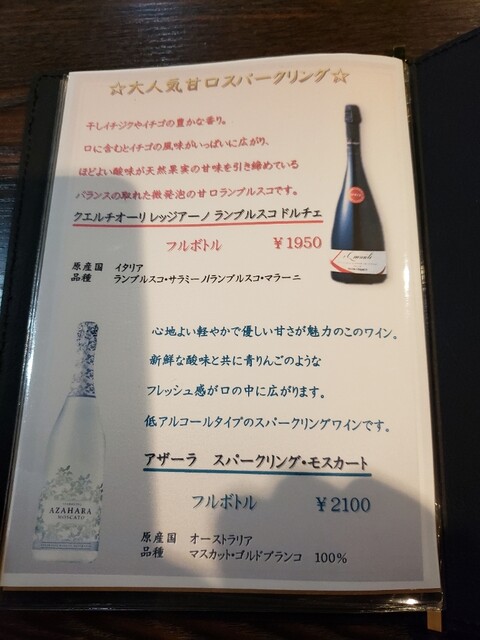 ☆大人気甘口スパークリング☆
干しイチジクやイチゴの豊かな香り。
口に含むとイチゴの風味がいっぱいに広がり、
ほどよい酸味が天然果実の甘味を引き締めている
バランスの取れた微発泡の甘口ランブルスコです。
クエルチオーリ レッジアーノ ランブルスコ ドルチェ
フルボトル ￥1950
原産国 イタリア
品種 ランブルスコ・サラミーノ/ランブルスコ・マラーニ
心地よい軽やかで優しい甘さが魅力のこのワイン。
新鮮な酸味と共に青りんごのような
フレッシュ感が口の中に広がります。
低アルコールタイプのスパークリングワインです。
アザーラ スパークリング・モスカート
フルボトル ￥2100
原産国 オーストラリア
品種 マスカット・ゴルドブランコ 100%
AZAHARA
MOSCATO